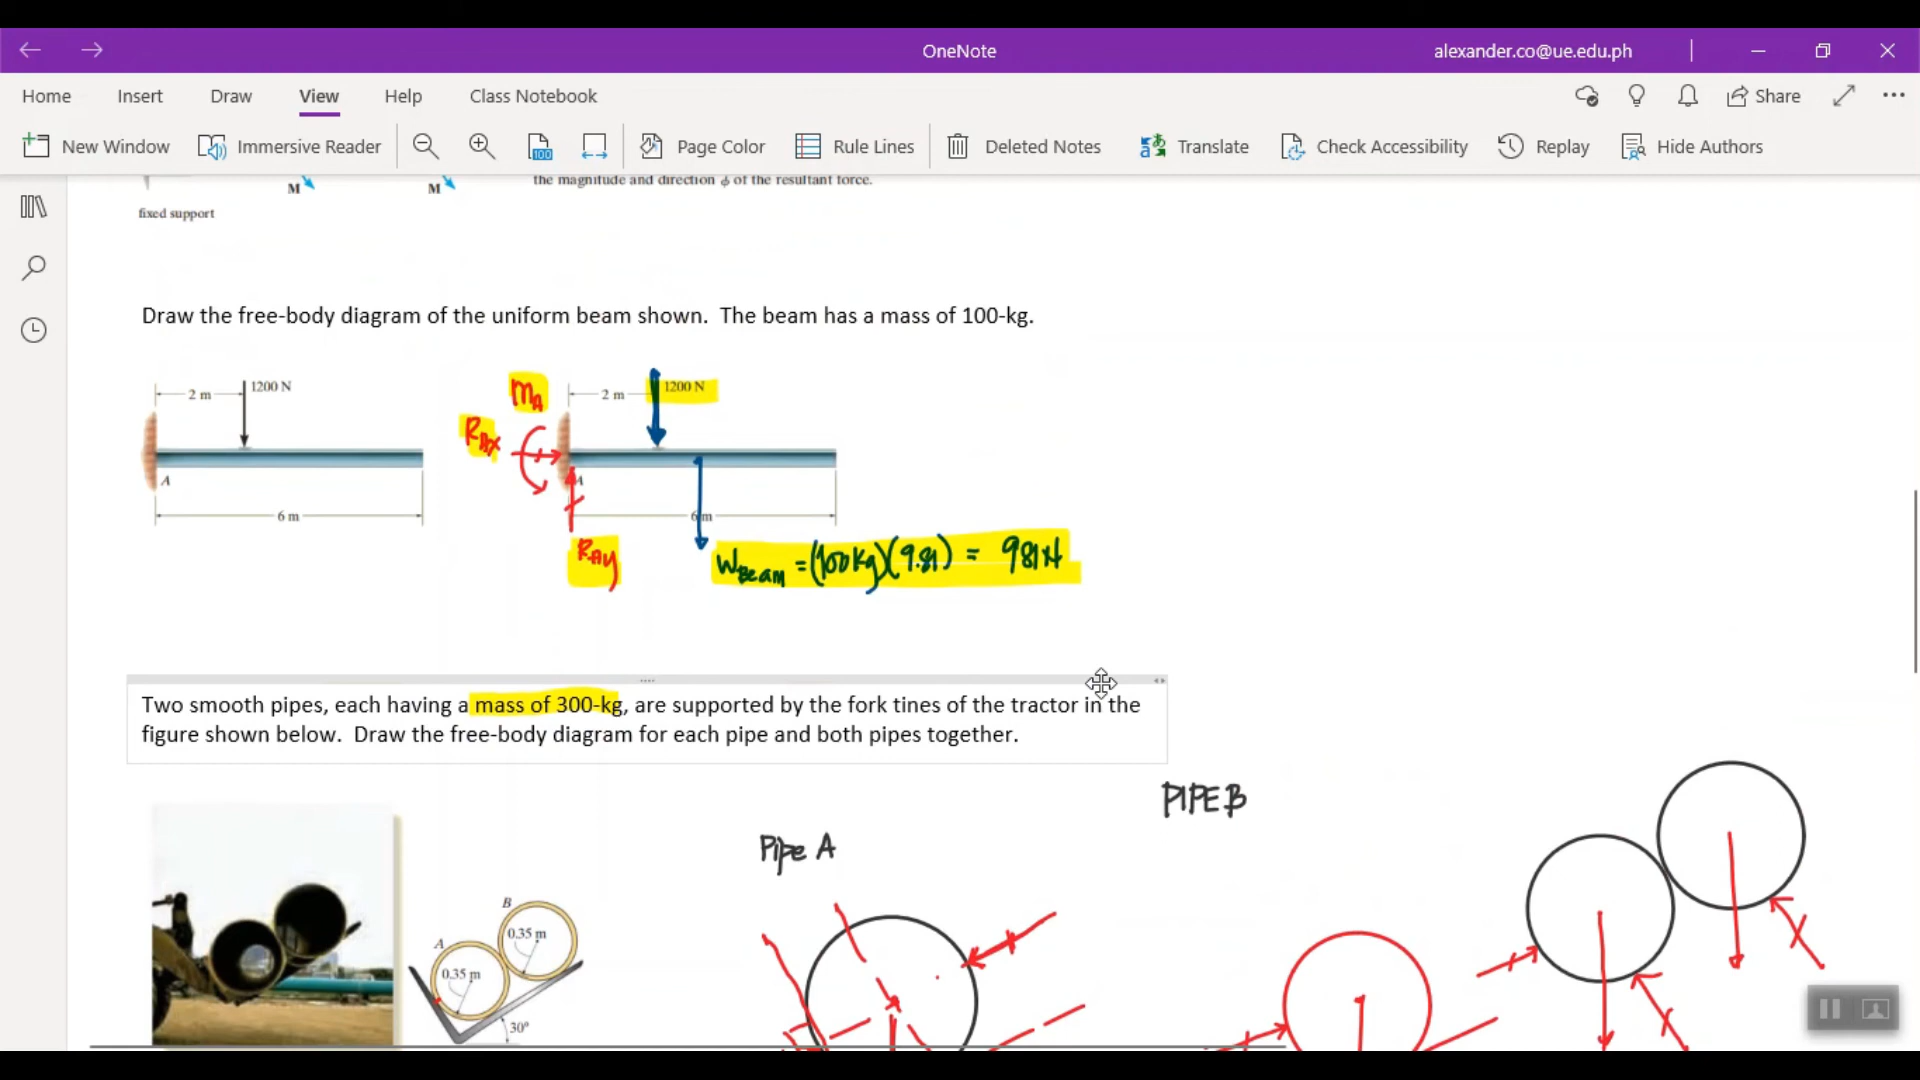 OneNote
alexander.co@ue.edu.ph
Home Insert Draw View Help Class Notebook
Share
New Window Immersive Reader 100 Page Color Rule Lines Deleted Notes Translate Check Accessibility Replay Hide Authors
M M
the magnitude and direction ϕ of the resultant force.
fixed support
Draw the free-body diagram of the uniform beam shown.  The beam has a mass of 100-kg.
2 m 1200 N
A
6 m
MA
RAx
2 m 1200 N
A
6 m
RAy
WBeam = (100kg)(9.81) = 981N
Two smooth pipes, each having a mass of 300-kg, are supported by the fork tines of the tractor in the
figure shown below.  Draw the free-body diagram for each pipe and both pipes together.
PIPE B
Pipe A
B
0.35 m
A
0.35 m
30°